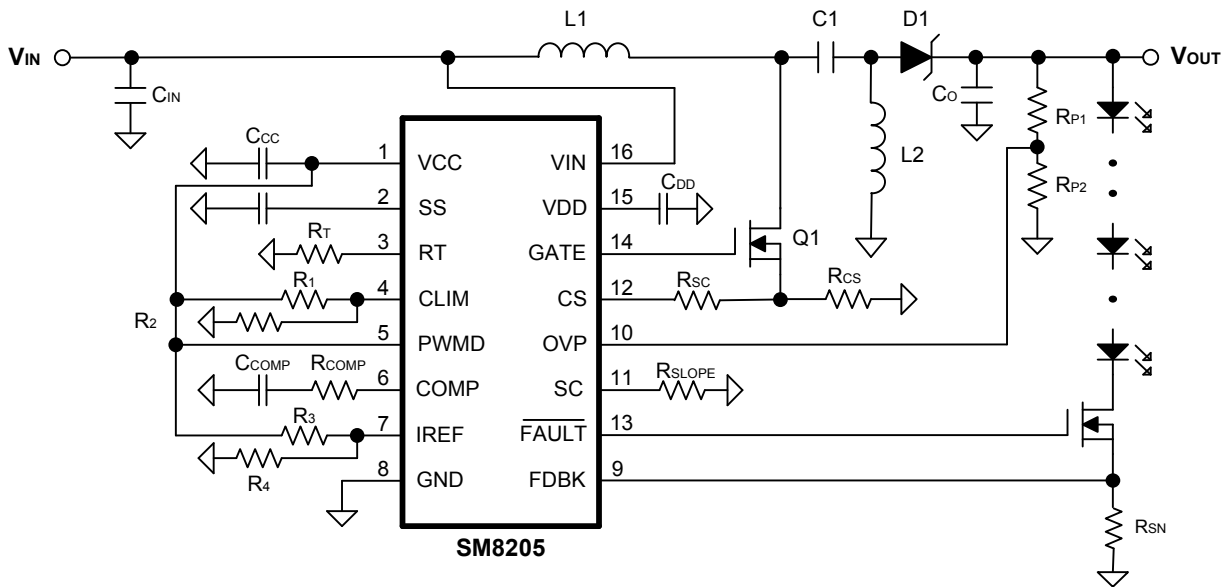 L1
C1
D1
VIN
VOUT
CIN
CO
RP1
L2
RP2
CCC
1
VCC
VIN
16
CDD
2
SS
VDD
15
RT
3
RT
GATE
14
Q1
R1
4
CLIM
CS
12
RSC
RCS
R2
5
PWMD
OVP
10
CCOMP
RCOMP
6
COMP
SC
11
RSLOPE
R3
7
IREF
FAULT
13
R4
8
GND
FDBK
9
RSN
SM8205